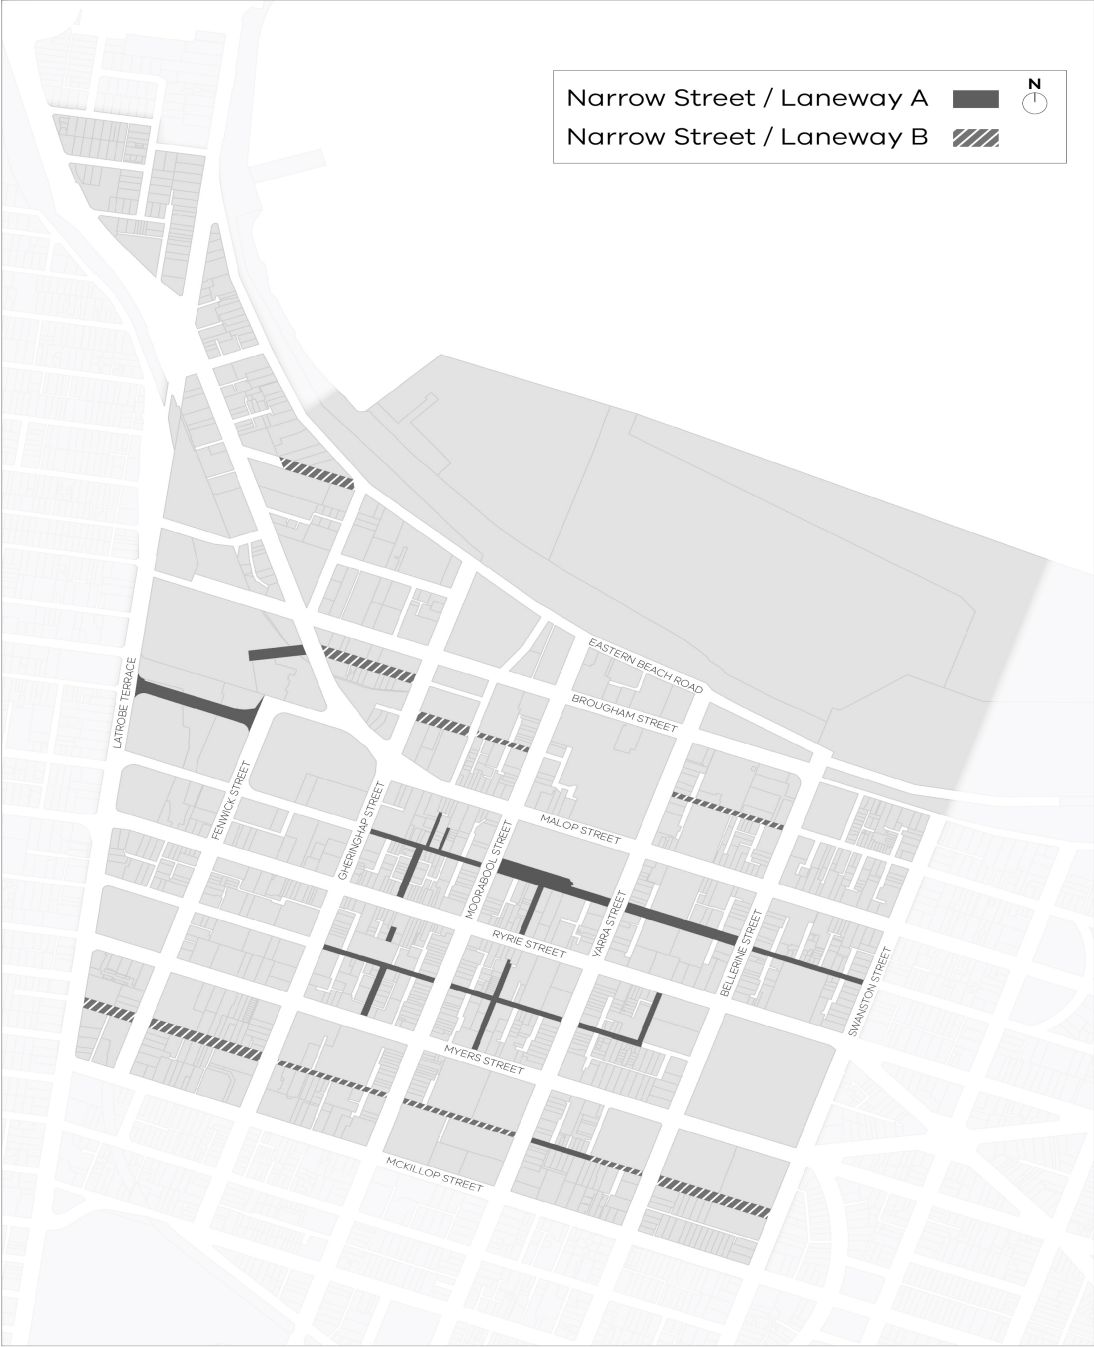 N
Narrow Street / Laneway A
Narrow Street / Laneway B
EASTERN BEACH ROAD
LATROBE TERRACE
BROUGHAM STREET
FENWICK STREET
GHERINGHAP STREET
MALOP STREET
MOORABOOL STREET
YARRA STREET
BELLERINE STREET
RYRIE STREET
SWANSTON STREET
MYERS STREET
MCKILLOP STREET